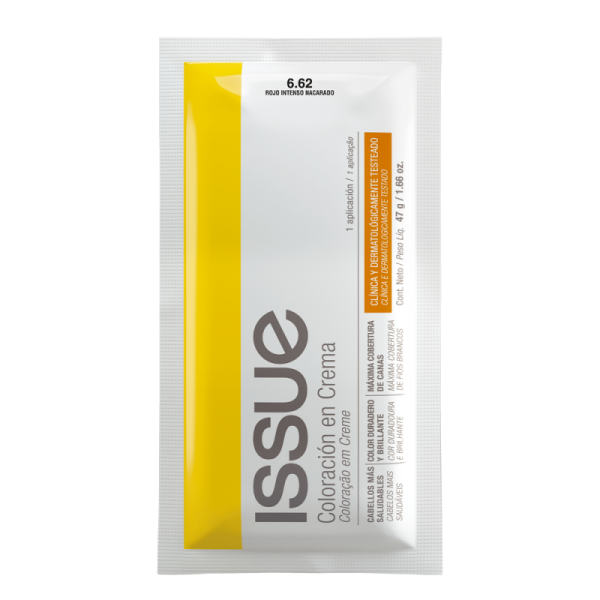 6.62
ROJO INTENSO NACARADO
1 aplicación / 1 aplicação
CLÍNICA Y DERMATOLÓGICAMENTE TESTEADO
CLÍNICA E DERMATOLOGICAMENTE TESTADO
Cont. Neto / Peso Líq. 47 g / 1.66 oz.
ISSUE
Coloración en Crema
Coloração em Creme
CABELLOS MÁS
SALUDABLES
CABELOS MAIS
SAUDÁVEIS
COLOR DURADERO
Y BRILLANTE
COR DURADOURA
E BRILHANTE
MÁXIMA COBERTURA
DE CANAS
MÁXIMA COBERTURA
DE FIOS BRANCOS